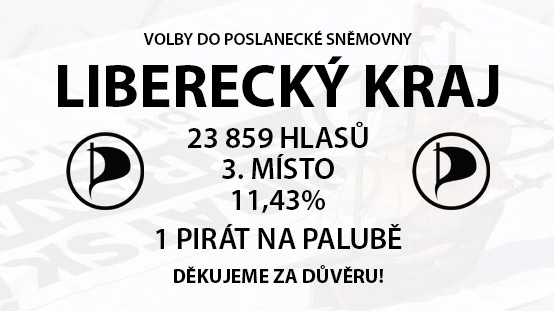 VOLBY DO POSLANECKÉ SNĚMOVNY
LIBERECKÝ KRAJ
23 859 HLASŮ
3. MÍSTO
11,43%
1 PIRÁT NA PALUBĚ
DĚKUJEME ZA DŮVĚRU!